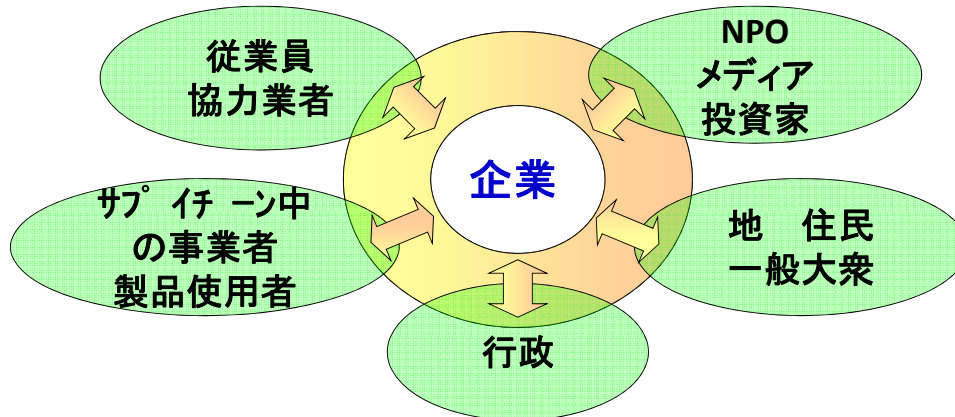 従業員
協力業者
NPO
メディア
投資家
企業
ｻﾌﾟ ｲﾁ ｰﾝ中
の事業者
製品使用者
地 住民
一般大衆
行政